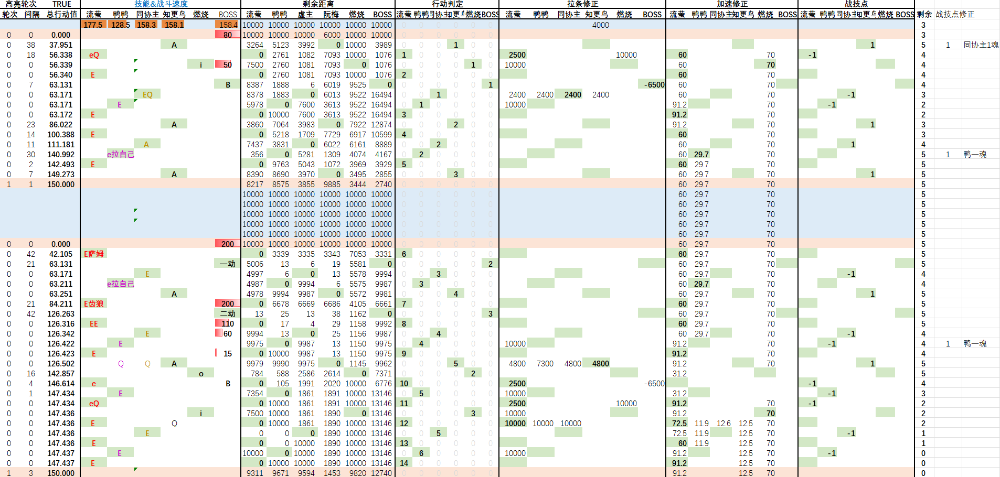 高亮轮次 TRUE 技能&战斗速度 剩余距离 行动判定 拉条修正 加速修正 战技点
轮次 间隔 总行动值 流萤 鸭鸭 同协主 知更鸟 燃烧 BOSS 流萤 鸭鸭 虚主 阮梅 燃烧 BOSS 流萤 鸭鸭 同协主 知更鸟 燃烧 BOSS 流萤 鸭鸭 同协主 知更鸟 燃烧 BOSS 流萤 鸭鸭 同协主 知更鸟 燃烧 BOSS 流萤 鸭鸭 同协主 知更鸟 燃烧 BOSS 剩余 战技点修正
177.5 128.5 158.3 158.1 158.4 10000 10000 10000 10000 10000 10000 0 0 0 0 0 0 4000 3
0 0 0.000 80 10000 10000 10000 6000 10000 10000 0 0 0 0 0 0 3
0 38 37.951 A 3264 5123 3992 0 10000 3989 0 0 0 1 0 0 1 5 1 同协主1魂
0 18 56.338 eQ 0 2761 1082 7093 10000 1076 1 0 0 0 0 0 2500 10000 60 70 -1 4
0 0 56.339 i 50 7500 2760 1081 7093 0 1076 0 0 0 0 1 0 10000 60 70 4
0 0 56.340 E 0 2760 1081 7093 10000 1076 2 0 0 0 0 0 60 70 4
0 7 63.131 B 8387 1888 6 6019 9525 0 0 0 0 0 0 1 -6500 60 70 4
0 0 63.171 EQ 8378 1883 0 6013 9522 16494 0 0 1 0 0 0 2400 2400 2400 2400 60 70 -1 3
0 0 63.171 E 5978 0 7600 3613 9522 16494 0 1 0 0 0 0 10000 91.2 70 -1 2
0 0 63.172 E 0 10000 7600 3613 9522 16494 3 0 0 0 0 0 91.2 70 2
0 23 86.022 A 3860 7064 3983 0 7922 12874 0 0 0 2 0 0 91.2 70 1 3
0 14 100.388 E 0 5218 1709 7729 6917 10599 4 0 0 0 0 0 60 70 3
0 11 111.181 A 7437 3831 0 6022 6161 8889 0 0 2 0 0 0 60 70 1 4
0 30 140.992 e拉自己 356 0 5281 1309 4074 4167 0 2 0 0 0 0 60 29.7 70 5 1 鸭一魂
0 2 142.493 E 0 9763 5043 1072 3969 3929 5 0 0 0 0 0 60 29.7 70 5
0 7 149.273 A 8390 8690 3970 0 3495 2855 0 0 0 3 0 0 60 29.7 70 1 5
1 1 150.000 8217 8575 3855 9885 3444 2740 0 0 0 0 0 0 60 29.7 70 5
10000 10000 10000 10000 10000 10000 0 0 0 0 0 0 60 29.7 70 5
10000 10000 10000 10000 10000 10000 0 0 0 0 0 0 60 29.7 70 5
10000 10000 10000 10000 10000 10000 0 0 0 0 0 0 60 29.7 70 5
10000 10000 10000 10000 10000 10000 0 0 0 0 0 0 60 29.7 70 5
10000 10000 10000 10000 10000 10000 0 0 0 0 0 0 60 29.7 70 5
0 0 0.000 200 10000 10000 10000 10000 10000 10000 0 0 0 0 0 0 60 29.7 70 5
0 42 42.105 E萨姆 0 3339 3335 3343 7053 3331 6 0 0 0 0 0 60 29.7 70 5
0 21 63.131 一动 5006 13 6 19 5581 0 0 0 0 0 0 2 60 29.7 70 5
0 0 63.171 E 4997 6 0 13 5578 9994 0 0 3 0 0 0 60 29.7 70 -1 4
0 0 63.211 e拉自己 4987 0 9994 6 5575 9987 0 3 0 0 0 0 60 29.7 70 4
0 0 63.251 A 4978 9994 9987 0 5572 9981 0 0 0 4 0 0 60 29.7 70 1 5
0 21 84.211 E齿狼 200 0 6678 6669 6686 4105 6661 7 0 0 0 0 0 60 29.7 70 5
0 42 126.263 二动 13 25 13 38 1162 0 0 0 0 0 0 3 60 29.7 70 5
0 0 126.316 EE 110 0 17 4 29 1158 9992 8 0 0 0 0 0 60 29.7 70 5
0 0 126.342 E 60 9994 13 0 25 1156 9987 0 0 4 0 0 0 60 29.7 70 -1 4
0 0 126.422 E 9975 0 9987 13 1150 9975 0 4 0 0 0 0 10000 91.2 70 -1 4 1 鸭一魂
0 0 126.423 E 15 0 10000 9987 13 1150 9975 9 0 0 0 0 0 91.2 70 4
0 0 126.502 Q Q A 9979 9990 9975 0 1145 9962 0 0 0 5 0 0 4800 7300 4800 4800 91.2 70 1 5
0 16 142.857 o 784 588 2586 2614 0 7371 0 0 0 0 2 0 31.2 5
0 4 146.614 e B 0 105 1991 2020 10000 6776 10 0 0 0 0 0 2500 -6500 -1 4
0 1 147.434 E 7354 0 1861 1891 10000 13146 0 5 0 0 0 0 10000 31.2 -1 3
0 0 147.434 eQ 0 10000 1861 1891 10000 13146 11 0 0 0 0 0 2500 10000 91.2 70 -1 2
0 0 147.436 i 7500 10000 1861 1890 0 13146 0 0 0 0 3 0 10000 91.2 70 2
0 0 147.436 E Q 0 10000 1861 1890 10000 13146 12 0 0 0 0 0 10000 10000 10000 72.5 11.9 12.6 12.5 70 2
0 0 147.436 E 0 0 0 1890 10000 13146 0 0 5 0 0 0 72.5 11.9 12.5 70 -1 1
0 0 147.436 E 0 0 10000 1890 10000 13146 13 0 0 0 0 0 60 11.9 12.5 70 1
0 0 147.437 E 10000 0 10000 1890 10000 13146 0 6 0 0 0 0 10000 91.2 12.5 70 -1 0
0 0 147.437 E 0 10000 10000 1890 10000 13146 14 0 0 0 0 0 91.2 12.5 70 0
1 3 150.000 9311 9671 9594 1453 9820 12740 0 0 0 0 0 0 91.2 12.5 70 0